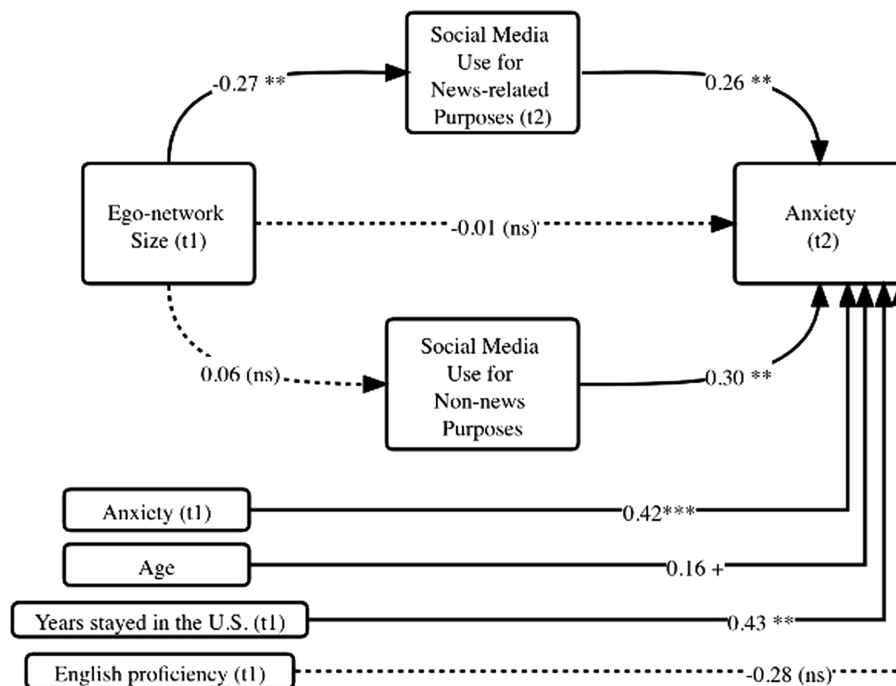 Social Media
Use for
News-related
Purposes (t2)
-0.27 **
0.26 **
Ego-network
Size (t1)
-0.01 (ns)
Anxiety
(t2)
Social Media
Use for
Non-news
Purposes
0.06 (ns)
0.30 **
Anxiety (t1)
0.42***
Age
0.16 +
Years stayed in the U.S. (t1)
0.43 **
English proficiency (t1)
-0.28 (ns)